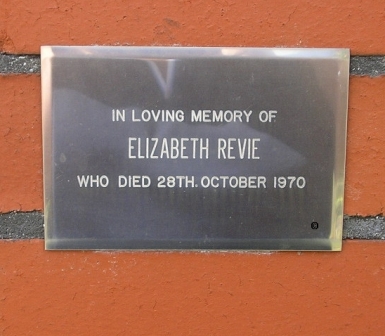 IN LOVING MEMORY OF
ELIZABETH REVIE
WHO DIED 28TH. OCTOBER 1970